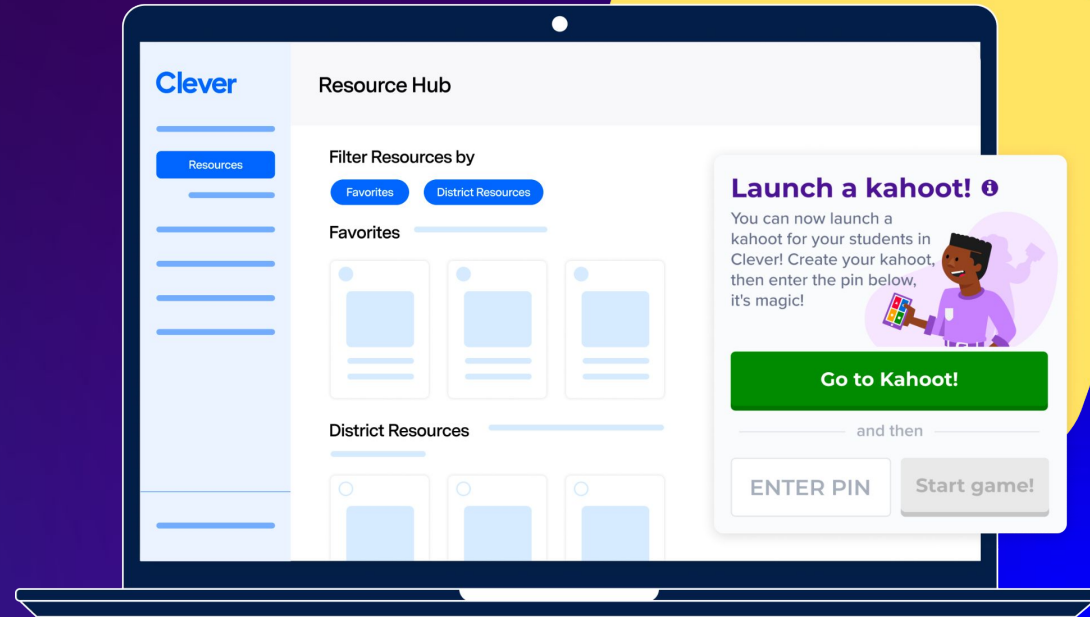 Clever
Resources
Resource Hub
Filter Resources by
Favorites
District Resources
Favorites
District Resources
Launch a kahoot! i
You can now launch a
kahoot for your students in
Clever! Create your kahoot,
then enter the pin below,
it's magic!
Go to Kahoot!
and then
ENTER PIN
Start game!